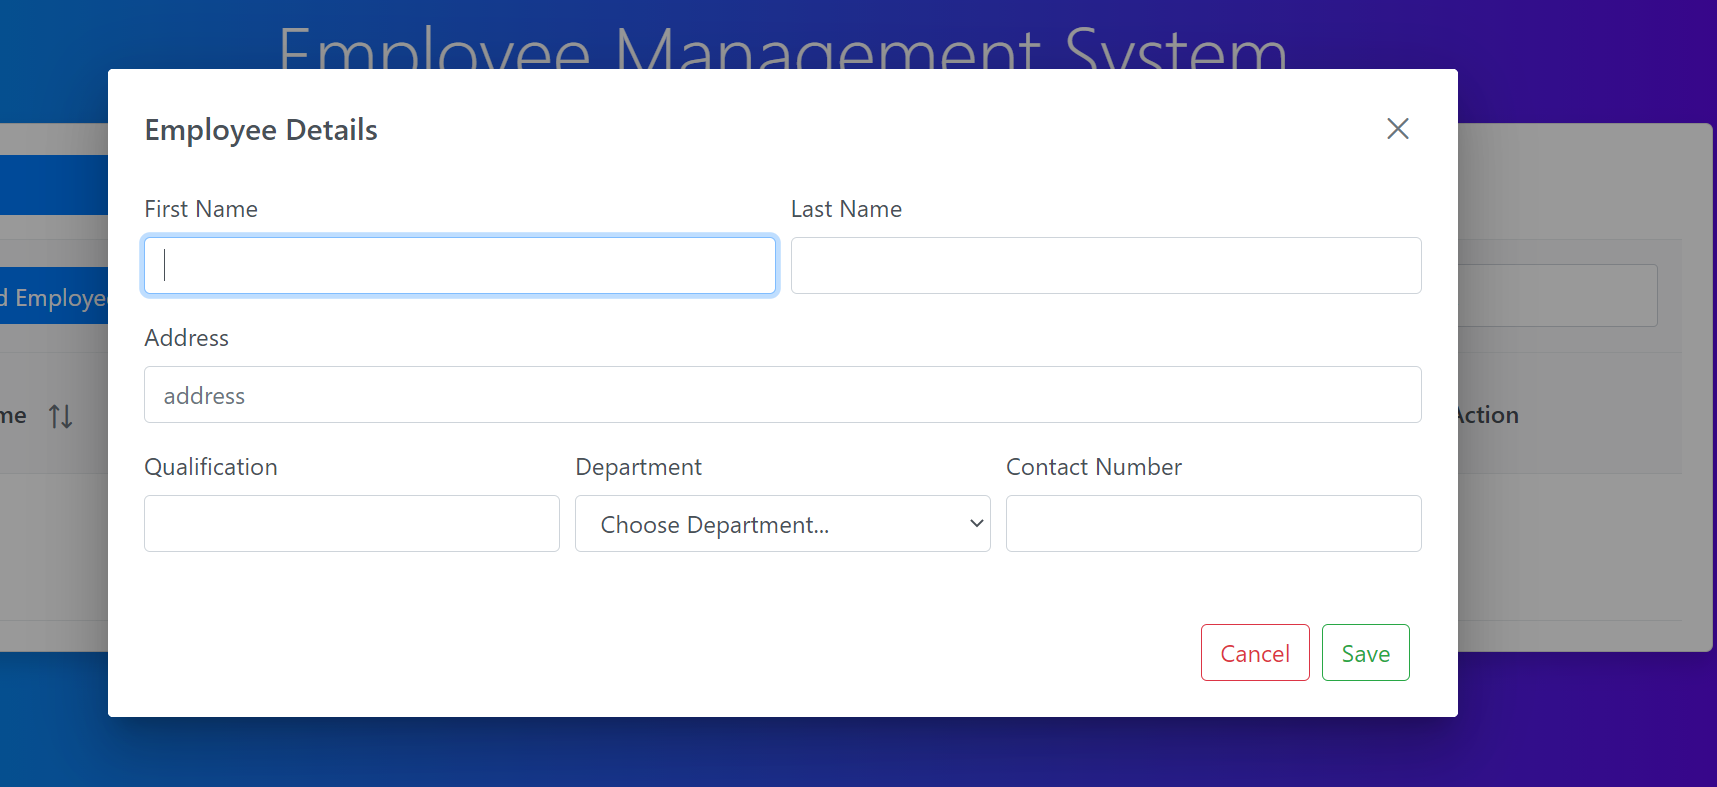 Employee Management System
Employee Details
First Name Last Name
d Employe
Address
address
me Action
Qualification Department Contact Number
Choose Department...
Cancel Save